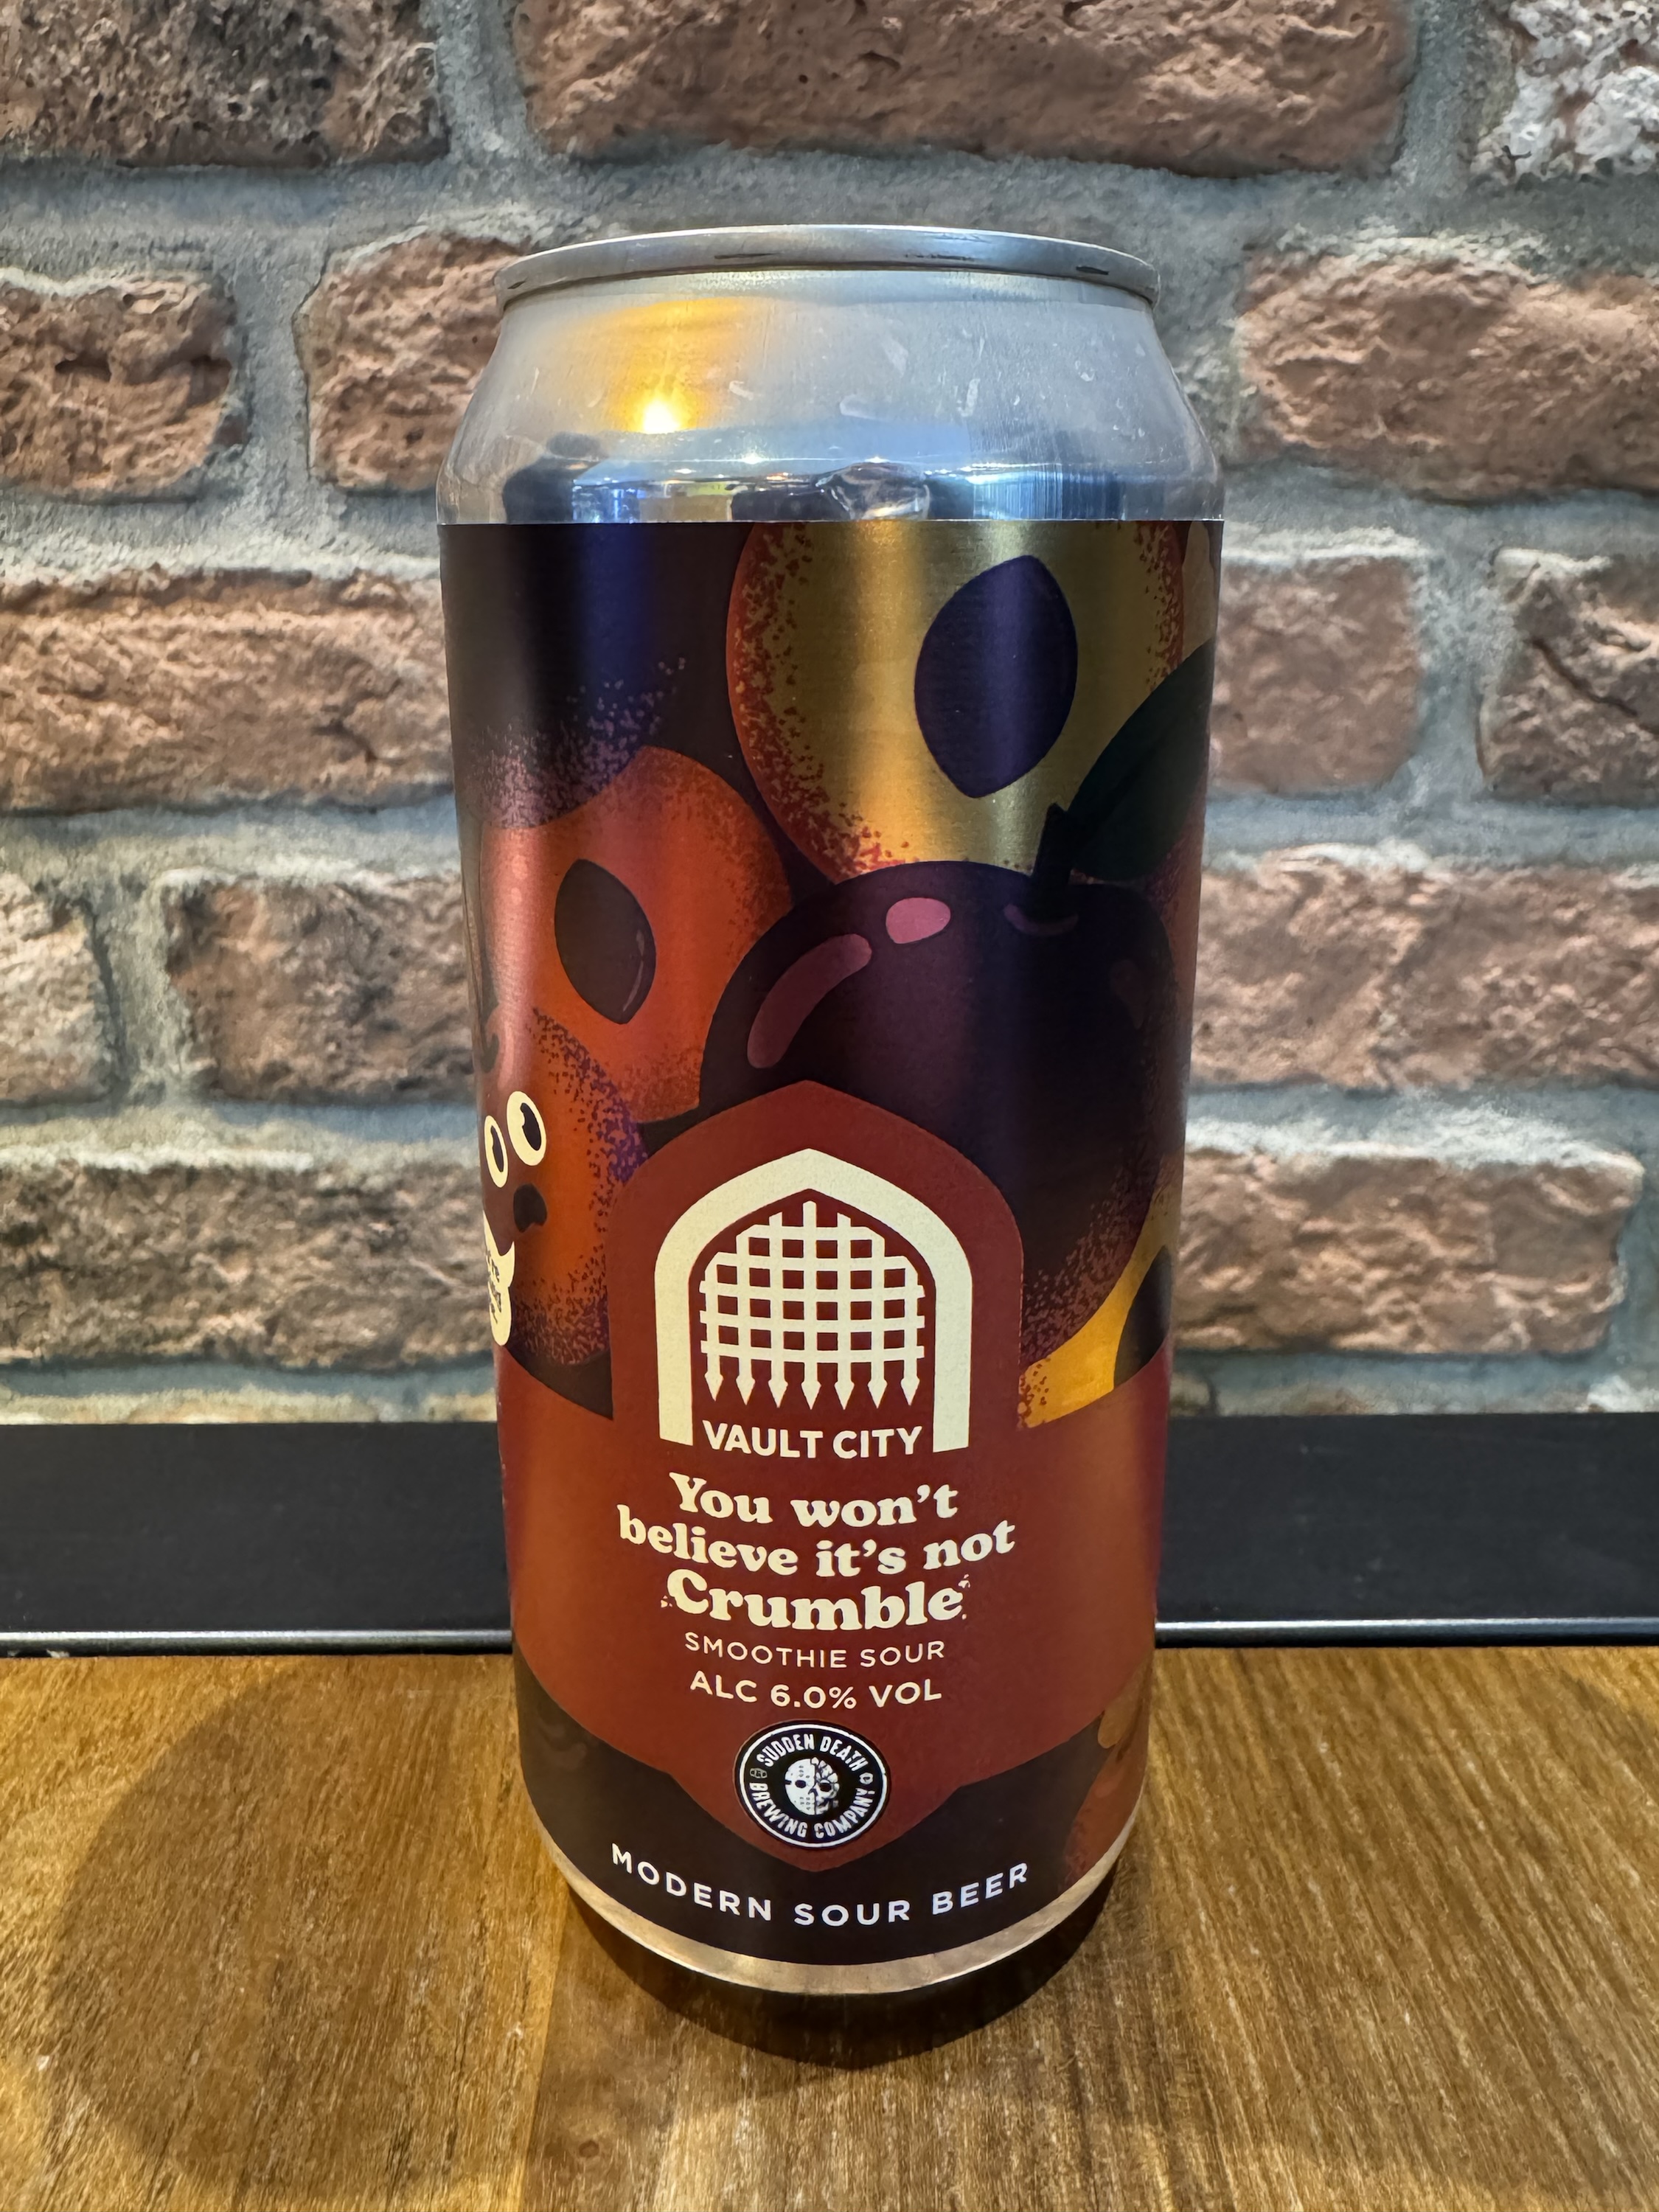 VAULT CITY
You won't
believe it's not
Crumble
SMOOTHIE SOUR
ALC 6.0% VOL
SUDDEN DEATH
BREWING COMPANY
MODERN SOUR BEER